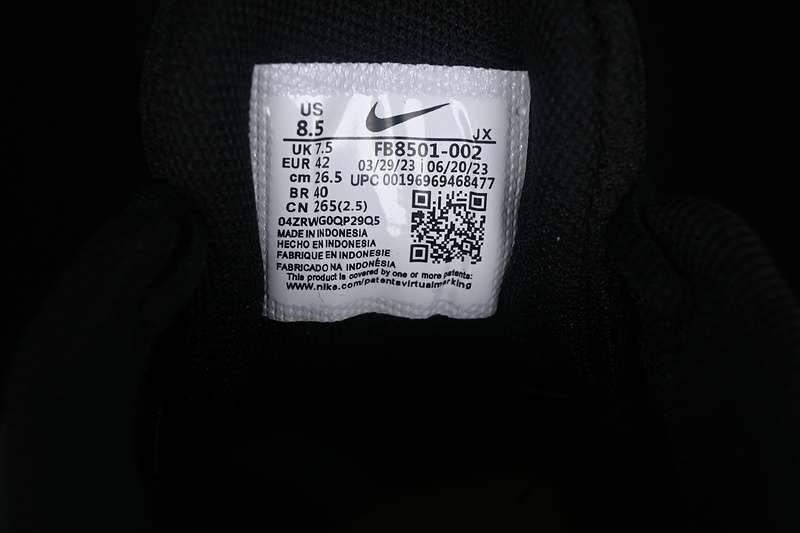 US
8.5
JX
UK 7.5
FB8501-002
EUR 42
03/29/23 | 06/20/23
cm 26.5
UPC 00196969468477
BR 40
CN 265(2.5)
04ZRWG0QP29Q5
MADE IN INDONESIA
HECHO EN INDONESIA
FABRIQUE EN INDONESIE
FABRICADO NA INDONÉSIA
This product is covered by one or more patents:
www.nike.com/patentsvirtualmarking